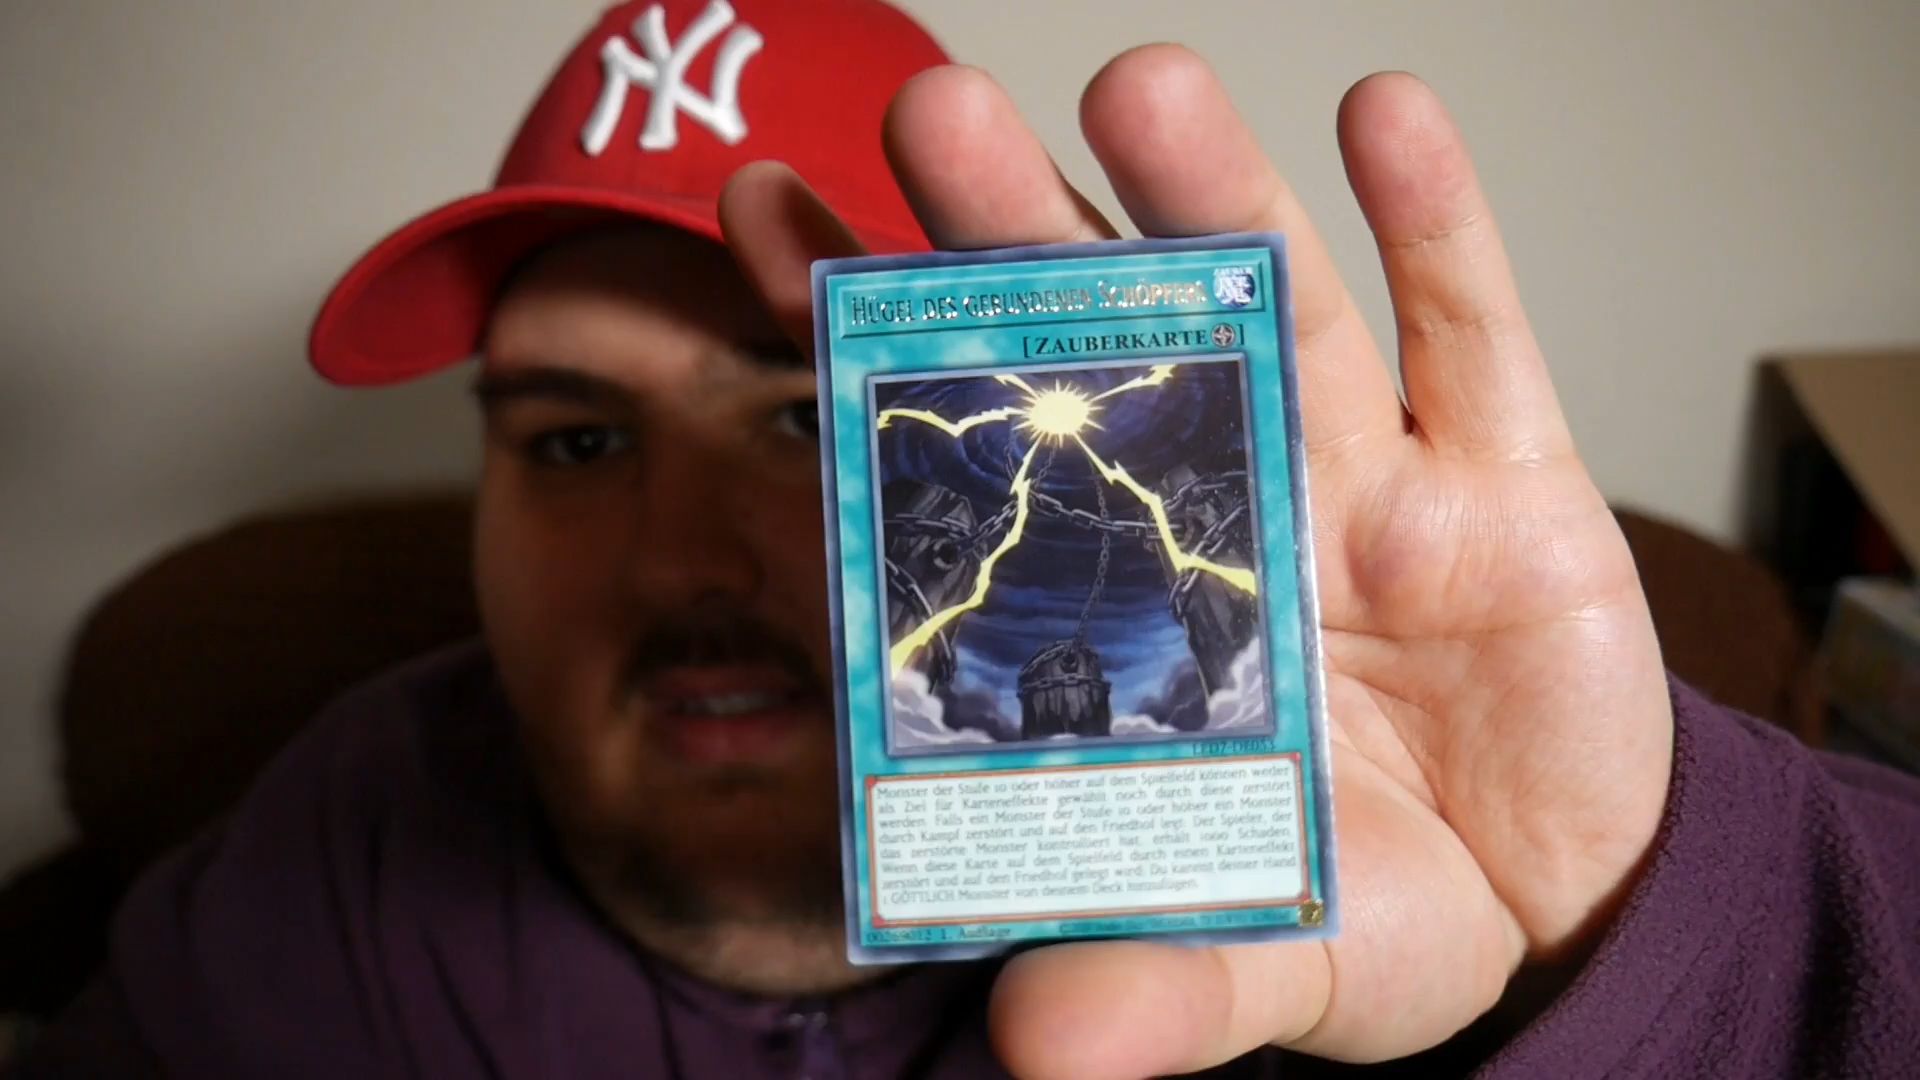 NY
Hügel des gebundenen Schöpfers
[Zauberkarte]
LED7-DE053
Monster der Stufe 10 oder höher auf dem Spielfeld können weder
als Ziel für Karteneffekte gewählt noch durch diese zerstört
werden. Falls ein Monster der Stufe 10 oder höher ein Monster
durch Kampf zerstört und auf den Friedhof legt: Der Spieler, der
das zerstörte Monster kontrolliert hat, erhält 1000 Schaden.
Wenn diese Karte auf dem Spielfeld durch einen Karteneffekt
zerstört und auf den Friedhof gelegt wird: Du kannst deiner Hand
1 GÖTTLICH Monster von deinem Deck hinzufügen.
00269012 1. Auflage